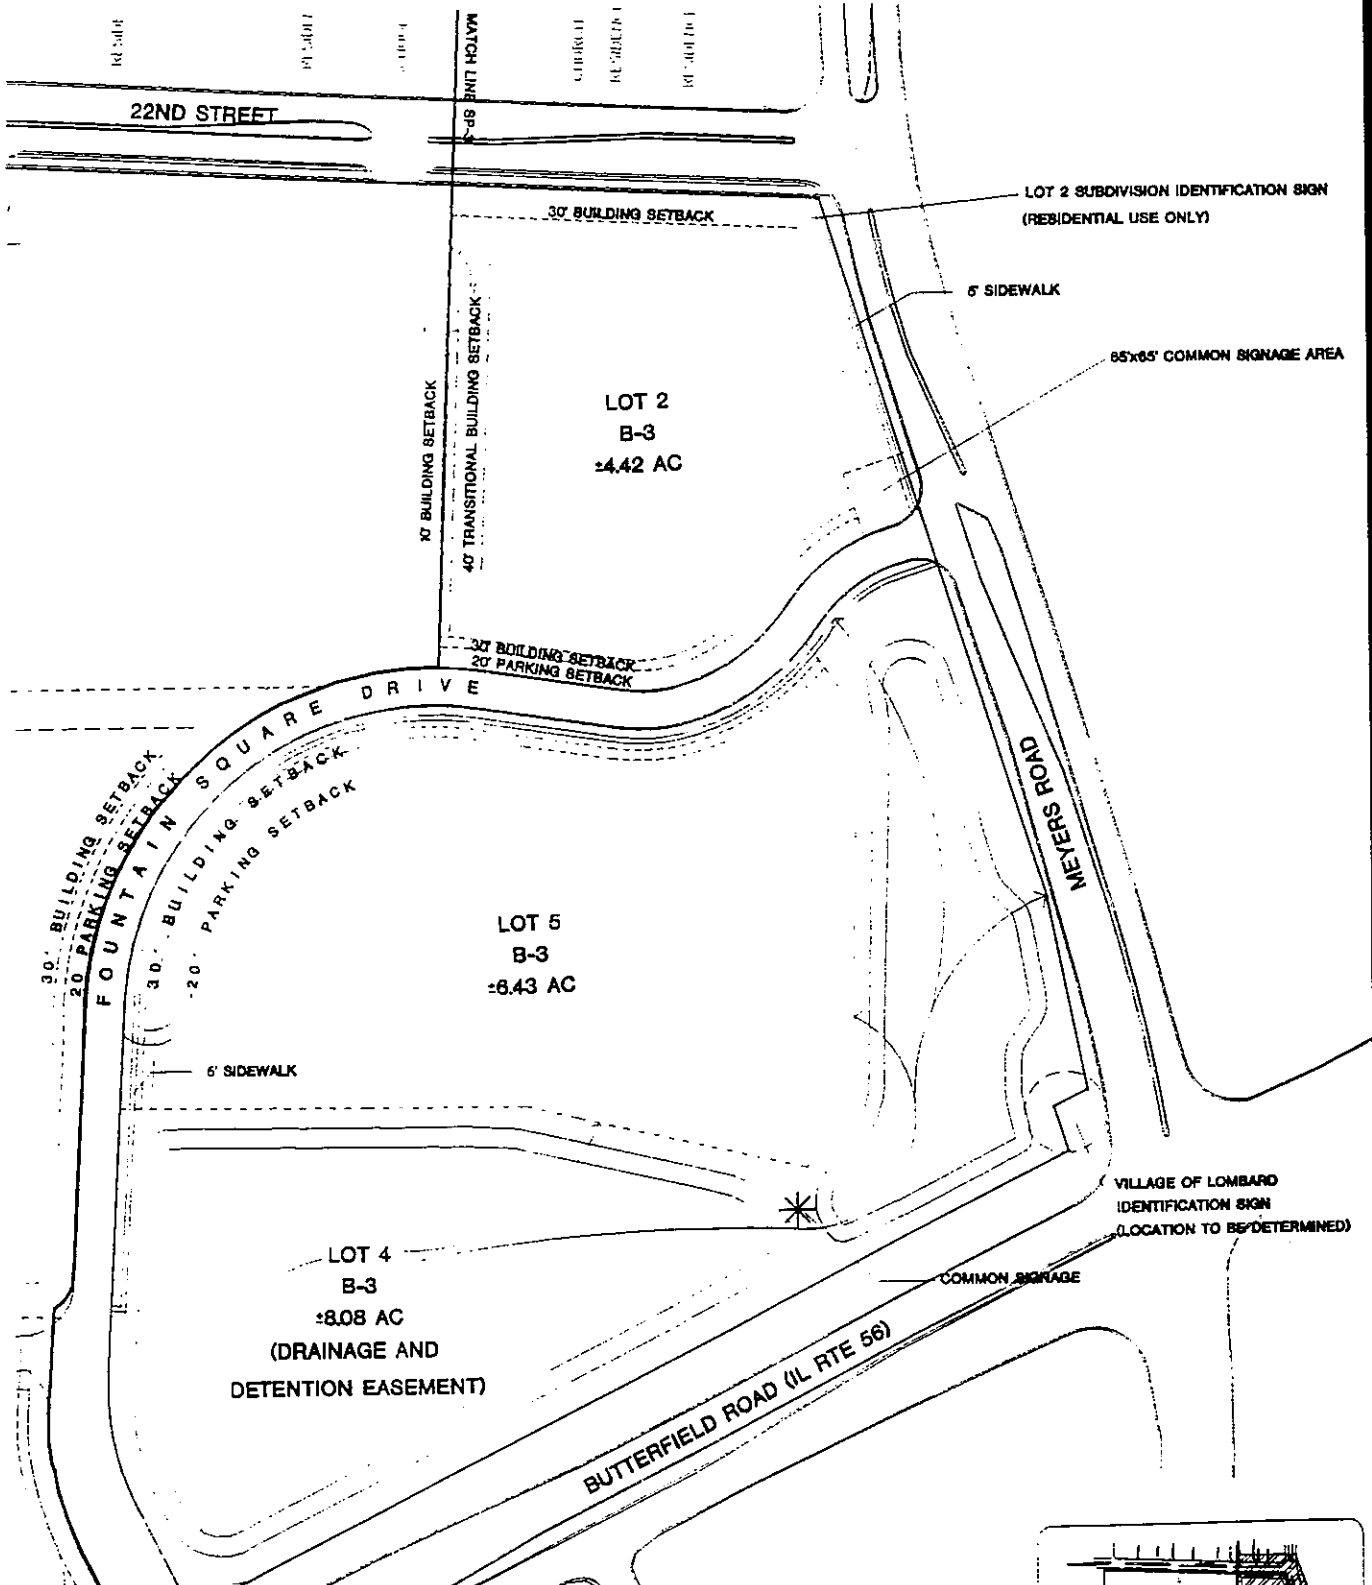 MATCH LINE SP-3
22ND STREET
LOT 2 SUBDIVISION IDENTIFICATION SIGN
(RESIDENTIAL USE ONLY)
30' BUILDING SETBACK
5' SIDEWALK
65'x65' COMMON SIGNAGE AREA
10' BUILDING SETBACK
40' TRANSITIONAL BUILDING SETBACK
LOT 2
B-3
±4.42 AC
30' BUILDING SETBACK
20' PARKING SETBACK
FOUNTAIN SQUARE DRIVE
30' BUILDING SETBACK
20 PARKING SETBACK
30' BUILDING SETBACK
20' PARKING SETBACK
MEYERS ROAD
LOT 5
B-3
±6.43 AC
5' SIDEWALK
VILLAGE OF LOMBARD
IDENTIFICATION SIGN
(LOCATION TO BE DETERMINED)
LOT 4
B-3
±8.08 AC
(DRAINAGE AND
DETENTION EASEMENT)
COMMON SIGNAGE
BUTTERFIELD ROAD (IL RTE 56)